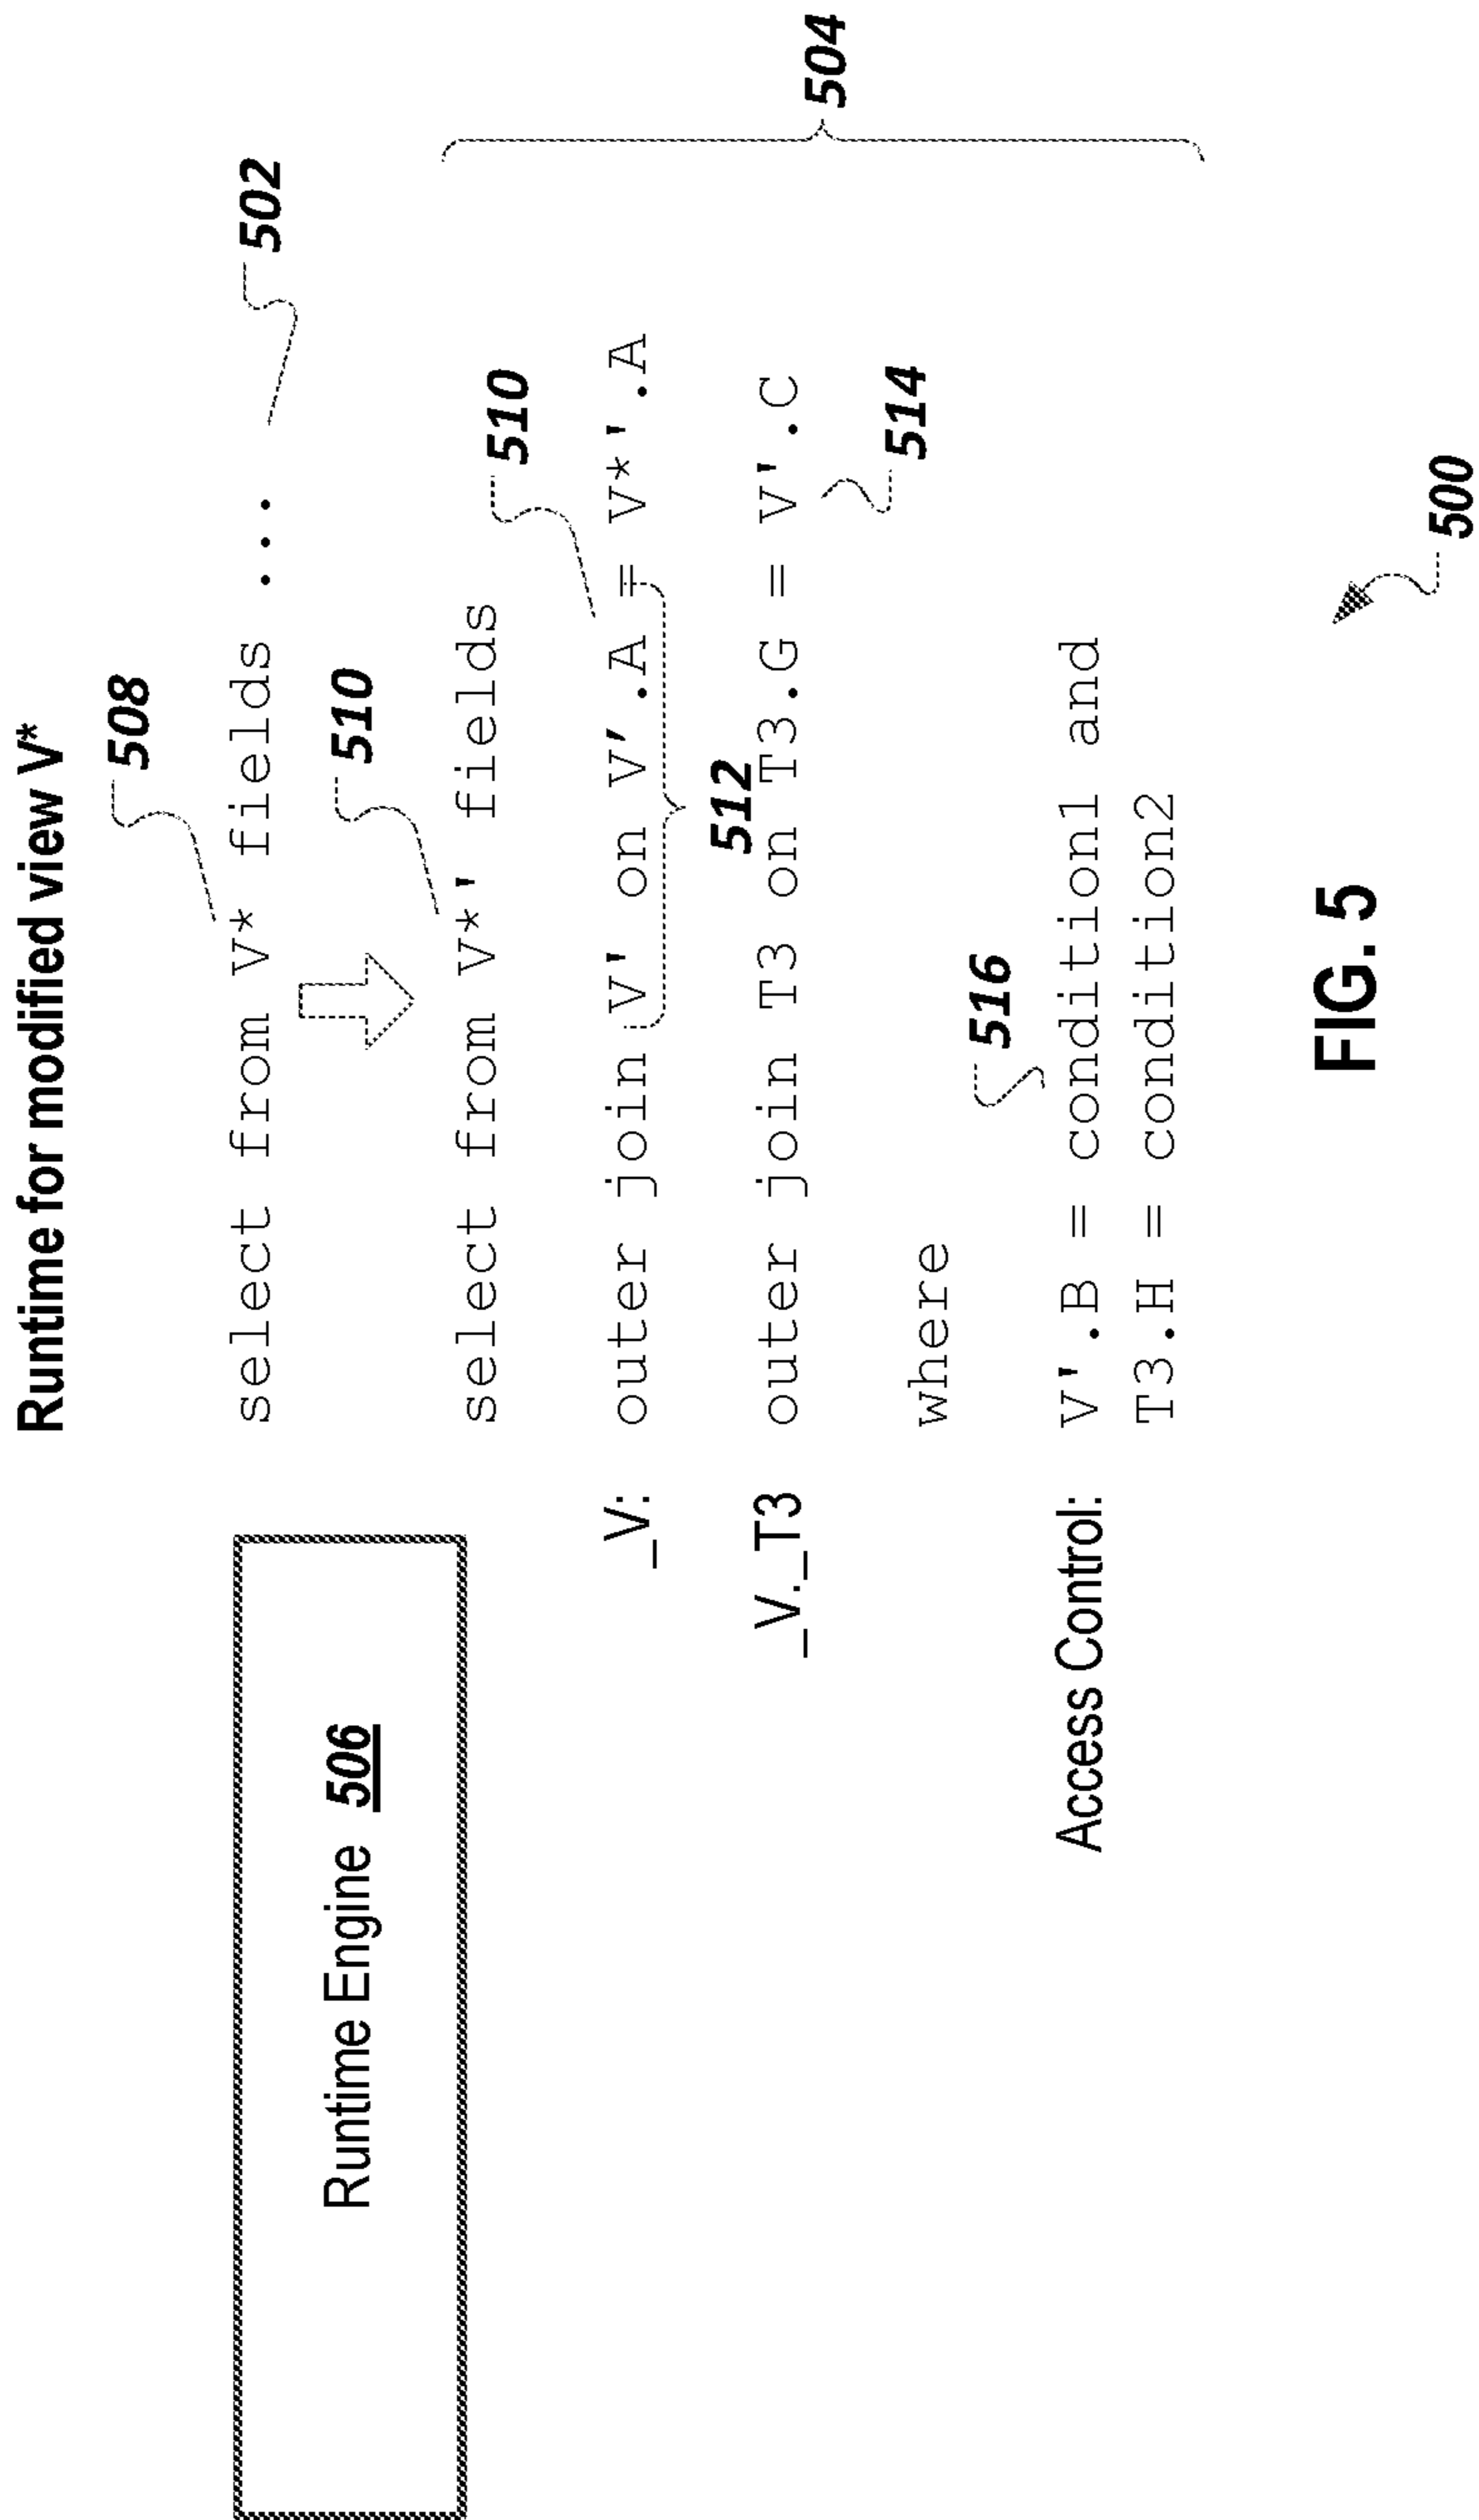 Runtime for modified view V*
508
502
select from V* fields ...
Runtime Engine 506
510
select from V*' fields
510
_V: outer join V' on V'.A = V*'.A
512
504
_V._T3 outer join T3 on T3.G = V'.C
514
where
516
Access Control: V'.B = condition1 and
T3.H = condition2
FIG. 5
500